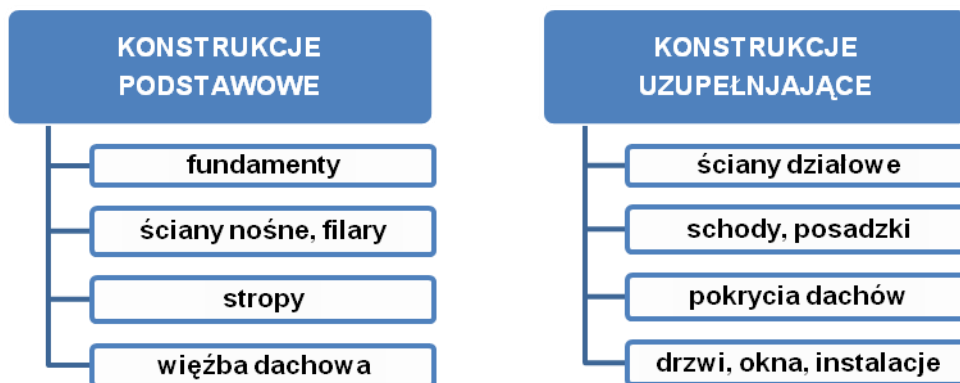 KONSTRUKCJE
PODSTAWOWE
fundamenty
ściany nośne, filary
stropy
więźba dachowa
KONSTRUKCJE
UZUPEŁNJAJĄCE
ściany działowe
schody, posadzki
pokrycia dachów
drzwi, okna, instalacje